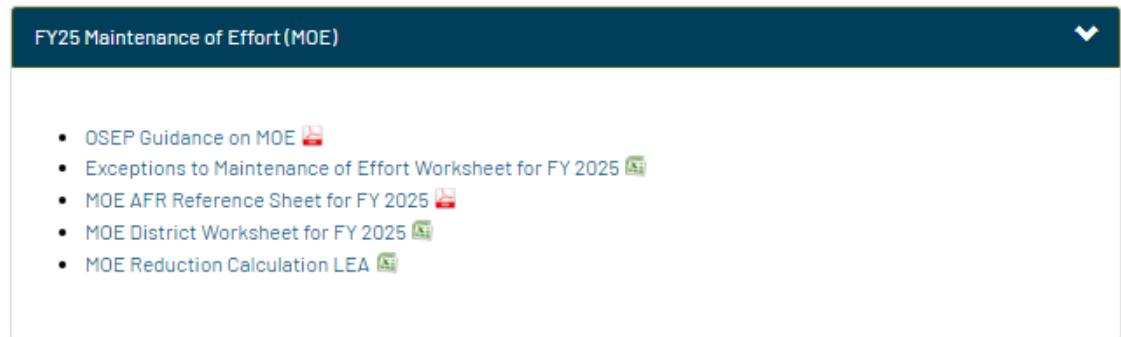 FY25 Maintenance of Effort (MOE)
OSEP Guidance on MOE
Exceptions to Maintenance of Effort Worksheet for FY 2025
MOE AFR Reference Sheet for FY 2025
MOE District Worksheet for FY 2025
MOE Reduction Calculation LEA